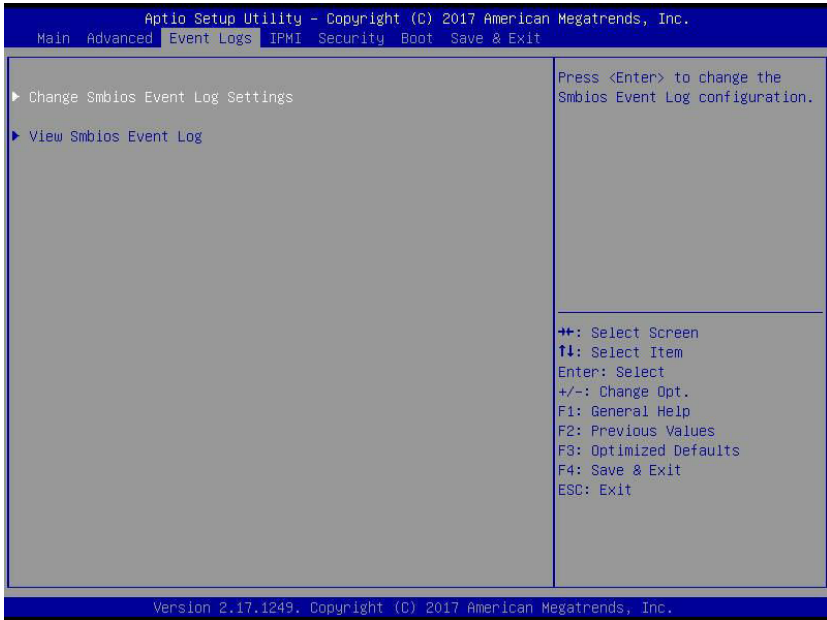 Aptio Setup Utility – Copyright (C) 2017 American Megatrends, Inc.
Main Advanced Event Logs IPMI Security Boot Save & Exit
▶ Change Smbios Event Log Settings
▶ View Smbios Event Log
Press <Enter> to change the
Smbios Event Log configuration.
→←: Select Screen
↑↓: Select Item
Enter: Select
+/-: Change Opt.
F1: General Help
F2: Previous Values
F3: Optimized Defaults
F4: Save & Exit
ESC: Exit
Version 2.17.1249. Copyright (C) 2017 American Megatrends, Inc.